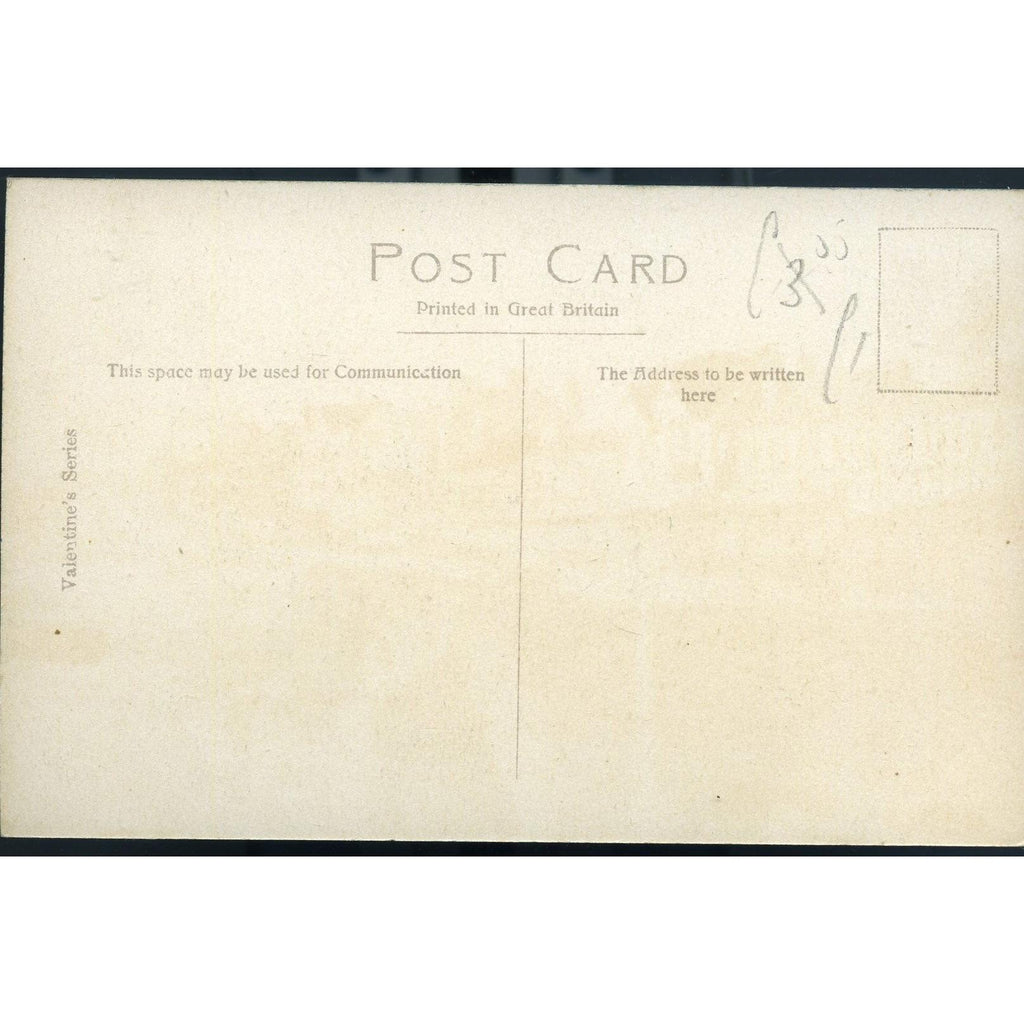 POST CARD
Printed in Great Britain
This space may be used for Communication
The Address to be written
here
Valentine's Series